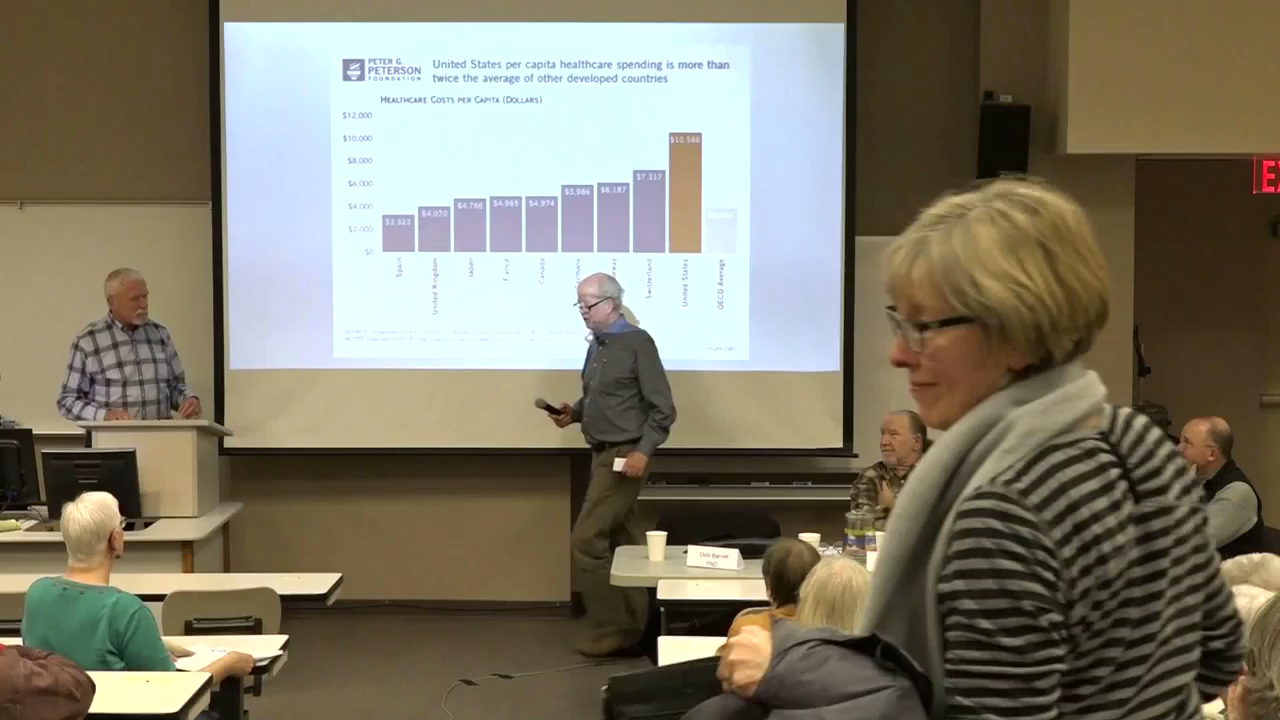 PETER G.
PETERSON
FOUNDATION
United States per capita healthcare spending is more than
twice the average of other developed countries
HEALTHCARE COSTS PER CAPITA (DOLLARS)
$12,000
$10,000
$8,000
$6,000
$4,000
$2,000
$0
$3,323
$4,070
$4,766
$4,965
$4,974
$5,986
$6,187
$7,317
$10,586
Spain
United Kingdom
Japan
France
Canada
Switzerland
United States
OECD Average
PhD